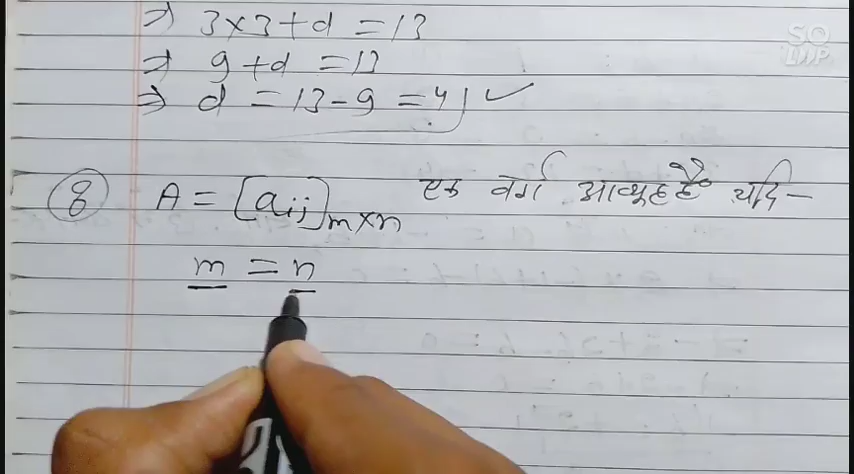 ⇒ 3×3+d = 13
⇒ 9+d = 13
⇒ d = 13-9 = 4
⑧ A = [aij]m×n एक वर्ग आव्यूह है यदि -
m = n